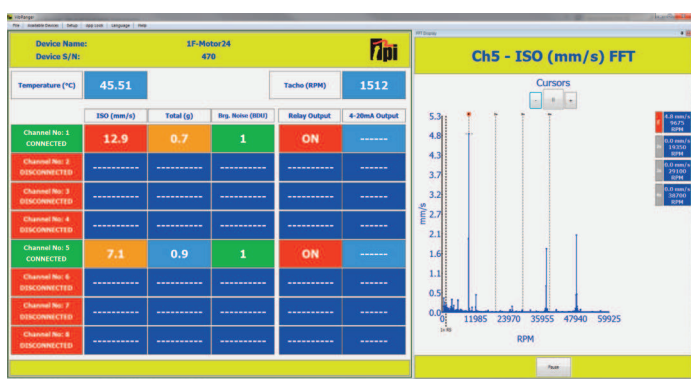 File Available Devices Setup App Lock Language Help
Device Name: 1F-Motor24
Device S/N: 470
tpi
Temperature (°C) 45.51 Tacho (RPM) 1512
ISO (mm/s) Total (g) Brg. Noise (BDU) Relay Output 4-20mA Output
Channel No: 1
CONNECTED
12.9 0.7 1 ON ------
Channel No: 2
DISCONNECTED
---------- ---------- ---------- ---------- ----------
Channel No: 3
DISCONNECTED
---------- ---------- ---------- ---------- ----------
Channel No: 4
DISCONNECTED
---------- ---------- ---------- ---------- ----------
Channel No: 5
CONNECTED
7.1 0.9 1 ON ------
Channel No: 6
DISCONNECTED
---------- ---------- ---------- ---------- ----------
Channel No: 7
DISCONNECTED
---------- ---------- ---------- ---------- ----------
Channel No: 8
DISCONNECTED
---------- ---------- ---------- ---------- ----------
FFT Display
Ch5 - ISO (mm/s) FFT
Cursors
- +
5.3
4.8
4.3
3.7
3.2
2.7
2.1
1.6
1.1
0.5
0.0
mm/s
0 11985 23970 35955 47940 59925
RPM
4.8 mm/s
9675
RPM
0.0 mm/s
19350
RPM
0.0 mm/s
29100
RPM
0.0 mm/s
38700
RPM
Pause